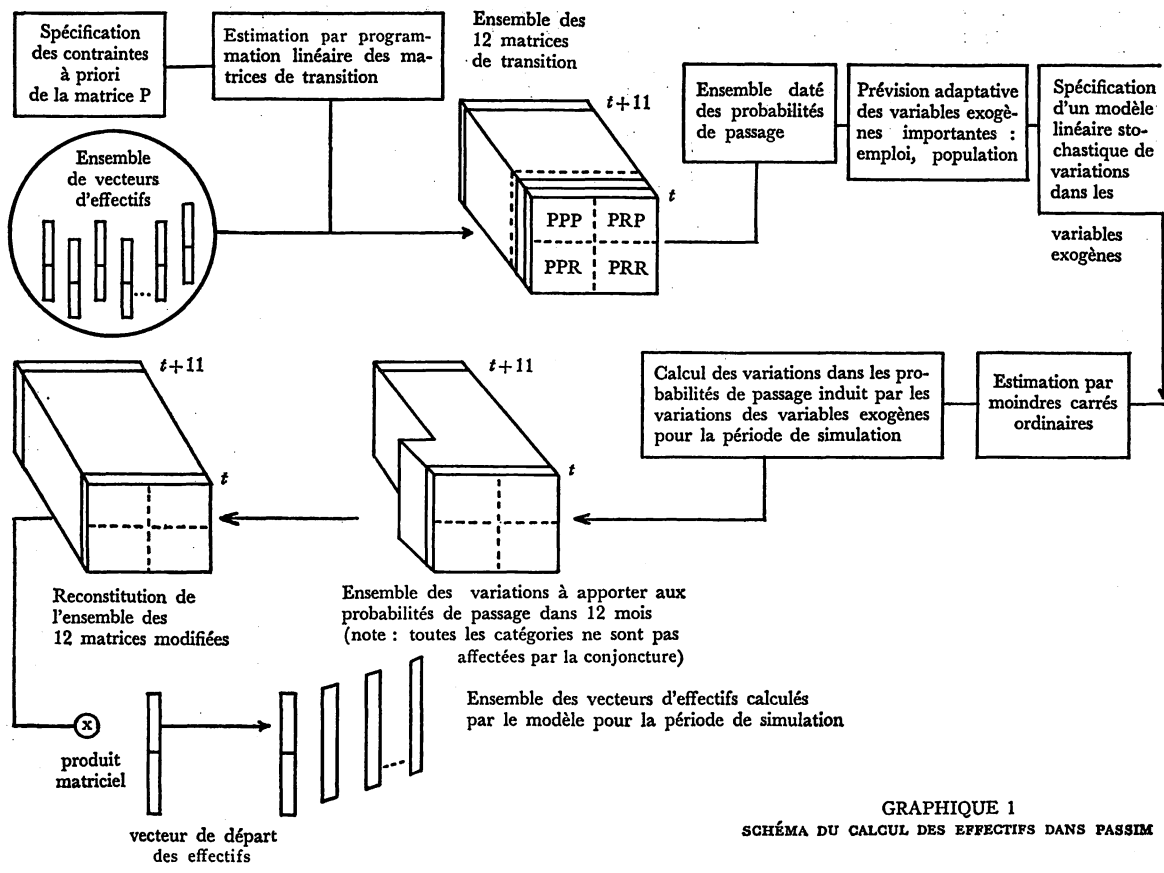 Spécification
des contraintes
à priori
de la matrice P
Estimation par program-
mation linéaire des ma-
trices de transition
Ensemble des
12 matrices
de transition
Ensemble
de vecteurs
d'effectifs
t+11
t
PPP
PRP
PPR
PRR
Ensemble daté
des probabilités
de passage
Prévision adaptative
des variables exogè-
nes importantes :
emploi, population
Spécification
d'un modèle
linéaire sto-
chastique de
variations
dans les
variables
exogènes
Estimation par
moindres carrés
ordinaires
Calcul des variations dans les pro-
babilités de passage induit par les
variations des variables exogènes
pour la période de simulation
t+11
t
Ensemble des variations à apporter aux
probabilités de passage dans 12 mois
(note : toutes les catégories ne sont pas
affectées par la conjoncture)
t+11
t
Reconstitution de
l'ensemble des
12 matrices modifiées
x
produit
matriciel
vecteur de départ
des effectifs
Ensemble des vecteurs d'effectifs calculés
par le modèle pour la période de simulation
GRAPHIQUE 1
SCHÉMA DU CALCUL DES EFFECTIFS DANS PASSIM